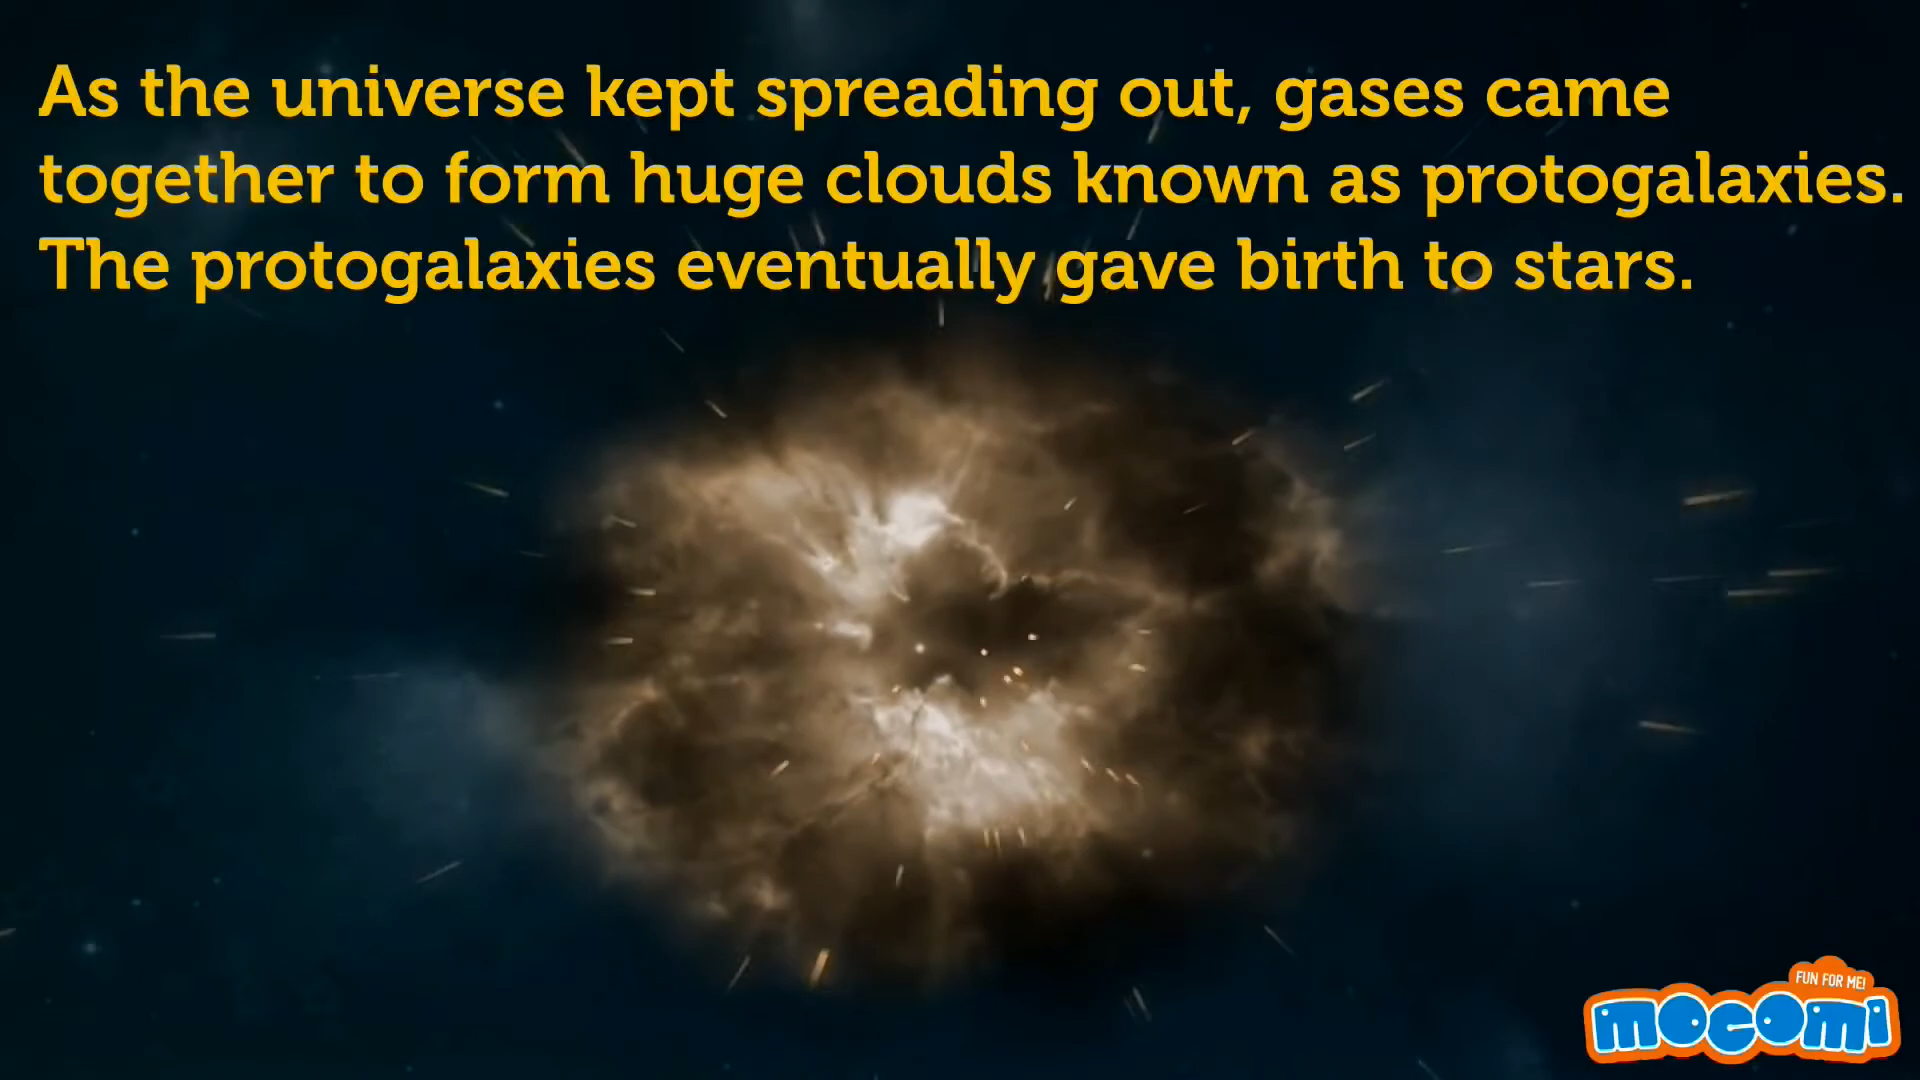 As the universe kept spreading out, gases came
together to form huge clouds known as protogalaxies.
The protogalaxies eventually gave birth to stars.
FUN FOR ME!
mocomi